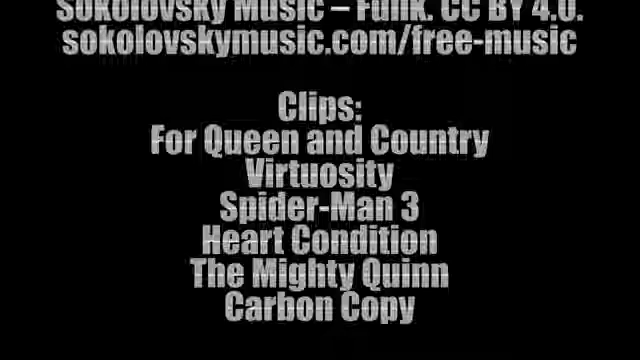 Sokolovsky Music – Funk. CC BY 4.0.
sokolovskymusic.com/free-music
Clips:
For Queen and Country
Virtuosity
Spider-Man 3
Heart Condition
The Mighty Quinn
Carbon Copy